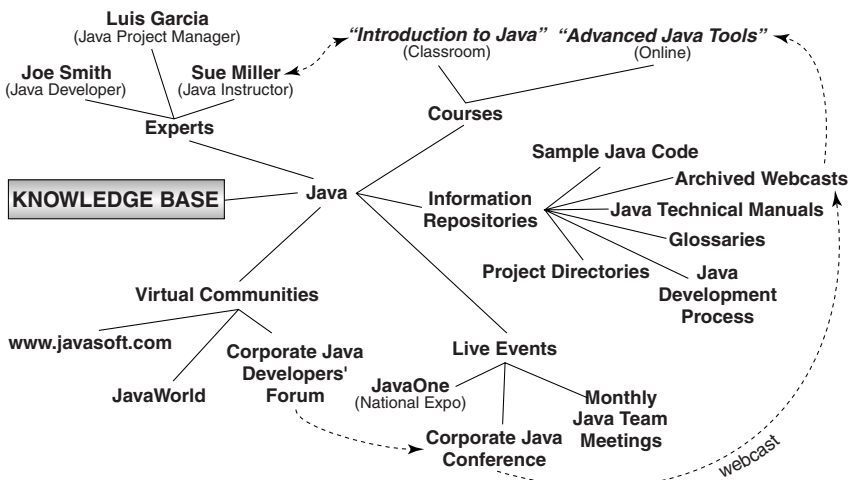 Luis Garcia
(Java Project Manager)
Joe Smith
(Java Developer)
Sue Miller
(Java Instructor)
Experts
“Introduction to Java”
(Classroom)
“Advanced Java Tools”
(Online)
Courses
KNOWLEDGE BASE
Java
Information
Repositories
Sample Java Code
Archived Webcasts
Java Technical Manuals
Glossaries
Project Directories
Java
Development
Process
Virtual Communities
www.javasoft.com
JavaWorld
Corporate Java
Developers'
Forum
Live Events
JavaOne
(National Expo)
Corporate Java
Conference
Monthly
Java Team
Meetings
webcast